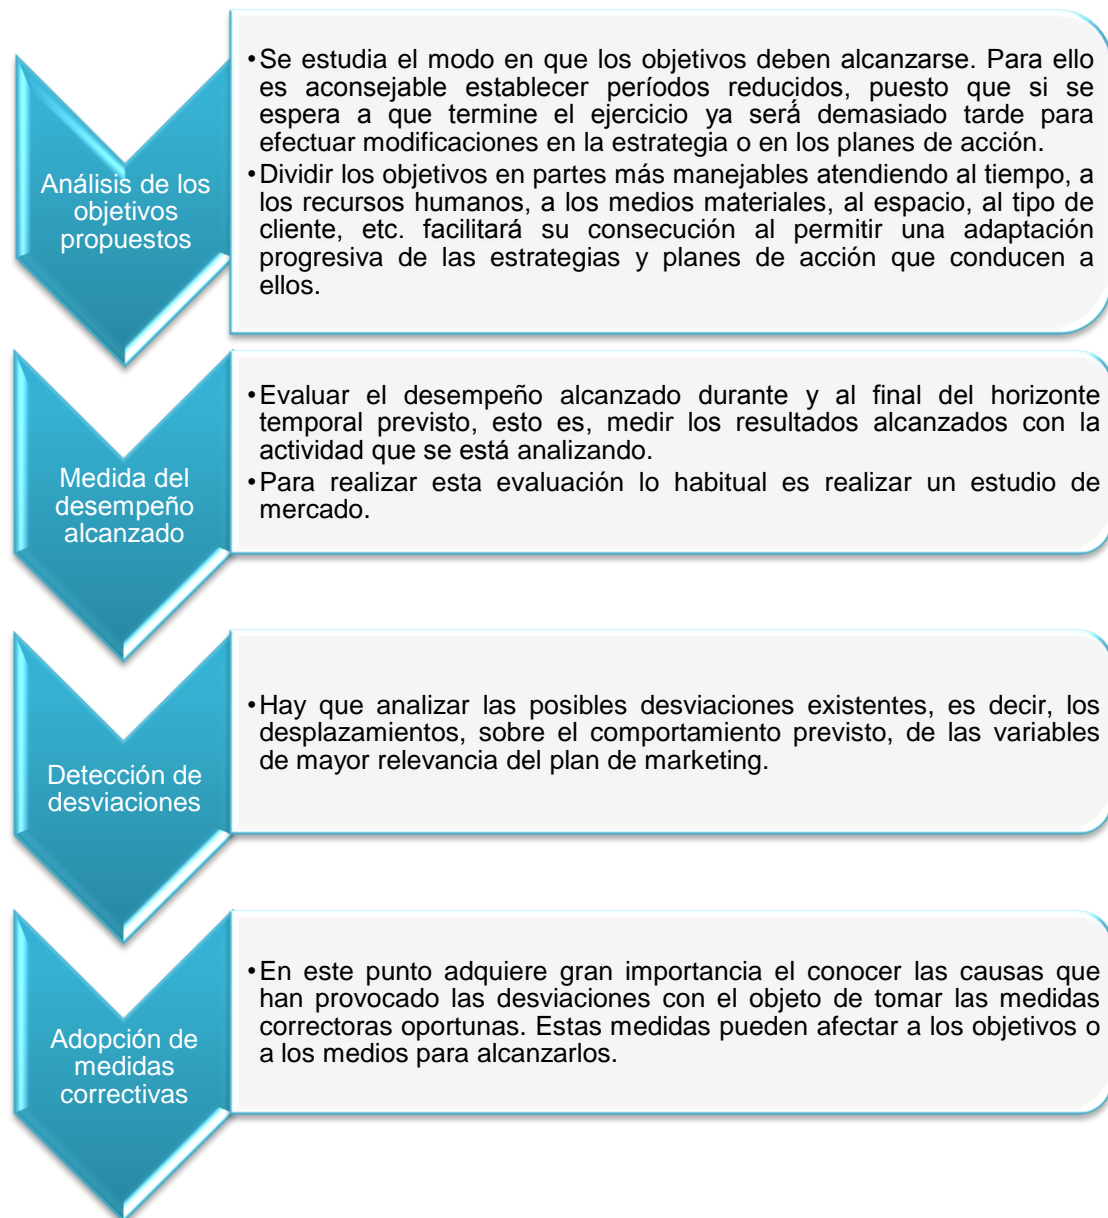 Análisis de los
objetivos
propuestos
•Se estudia el modo en que los objetivos deben alcanzarse. Para ello
es aconsejable establecer períodos reducidos, puesto que si se
espera a que termine el ejercicio ya será demasiado tarde para
efectuar modificaciones en la estrategia o en los planes de acción.
•Dividir los objetivos en partes más manejables atendiendo al tiempo, a
los recursos humanos, a los medios materiales, al espacio, al tipo de
cliente, etc. facilitará su consecución al permitir una adaptación
progresiva de las estrategias y planes de acción que conducen a
ellos.
Medida del
desempeño
alcanzado
•Evaluar el desempeño alcanzado durante y al final del horizonte
temporal previsto, esto es, medir los resultados alcanzados con la
actividad que se está analizando.
•Para realizar esta evaluación lo habitual es realizar un estudio de
mercado.
Detección de
desviaciones
•Hay que analizar las posibles desviaciones existentes, es decir, los
desplazamientos, sobre el comportamiento previsto, de las variables
de mayor relevancia del plan de marketing.
Adopción de
medidas
correctivas
•En este punto adquiere gran importancia el conocer las causas que
han provocado las desviaciones con el objeto de tomar las medidas
correctoras oportunas. Estas medidas pueden afectar a los objetivos o
a los medios para alcanzarlos.